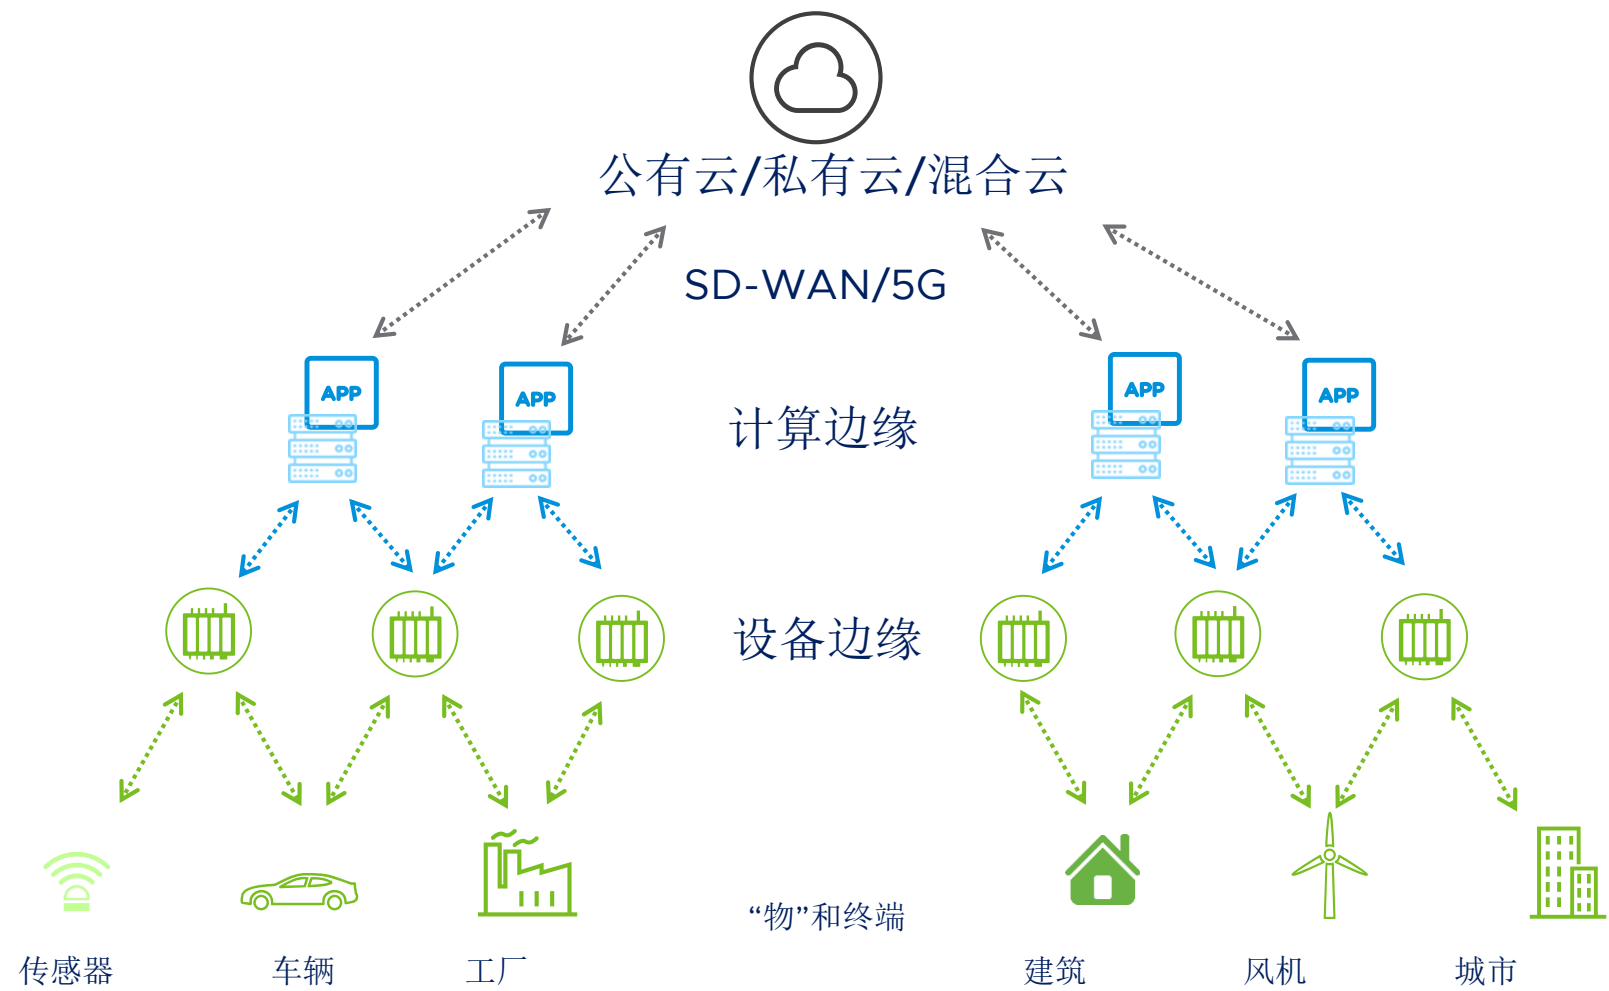 公有云/私有云/混合云
SD-WAN/5G
APP
APP
APP
APP
计算边缘
设备边缘
“物”和终端
传感器
车辆
工厂
建筑
风机
城市